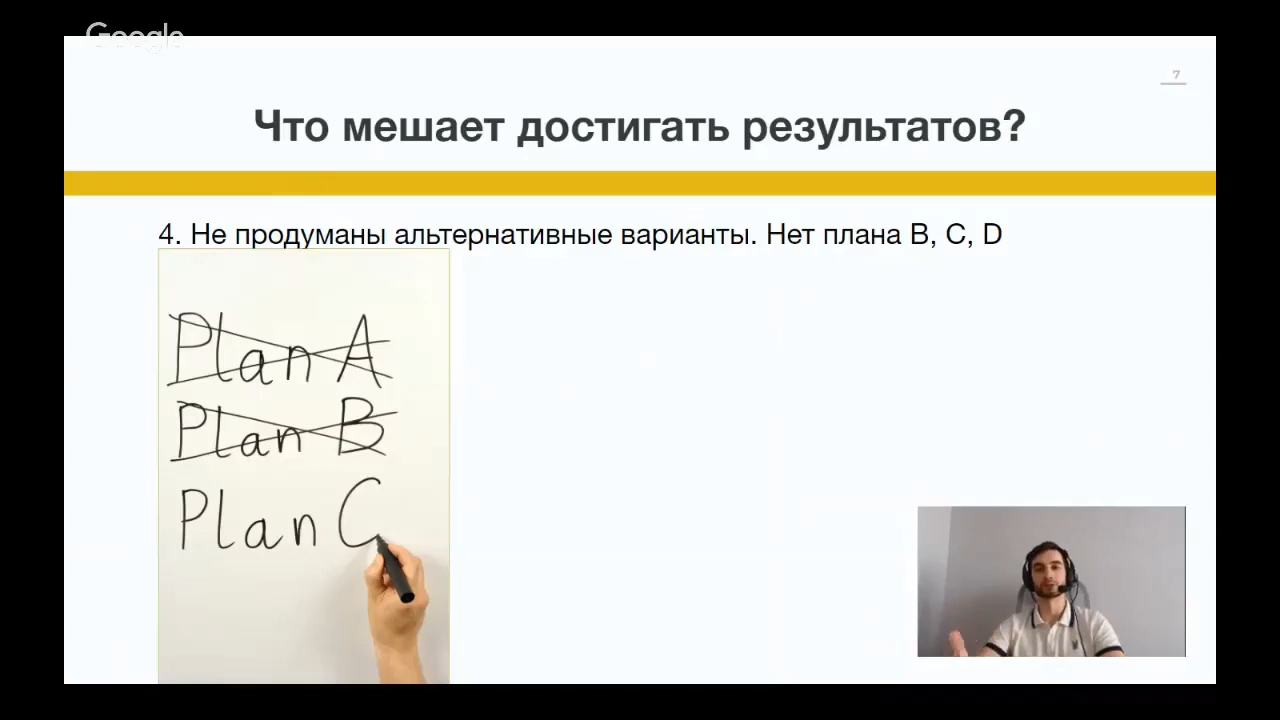 Google
7
Что мешает достигать результатов?
4. Не продуманы альтернативные варианты. Нет плана B, C, D
Plan A
Plan B
Plan C